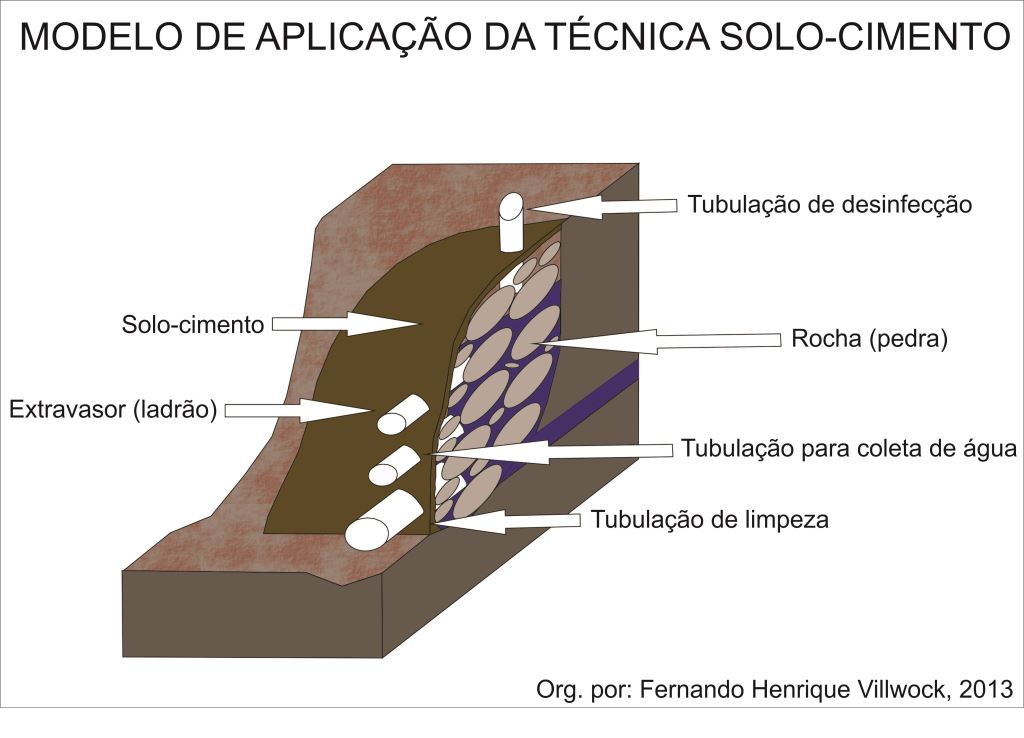 MODELO DE APLICAÇÃO DA TÉCNICA SOLO-CIMENTO
Tubulação de desinfecção
Solo-cimento
Rocha (pedra)
Extravasor (ladrão)
Tubulação para coleta de água
Tubulação de limpeza
Org. por: Fernando Henrique Villwock, 2013